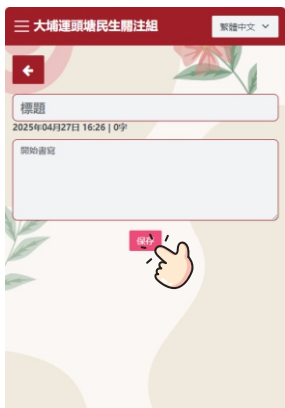 大埔運頭塘民生關注組
繁體中文
標題
2025年04月27日 16:26 | 0字
開始書寫
保存